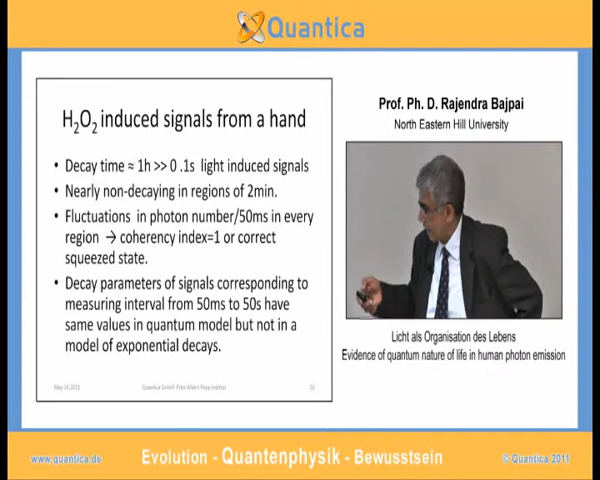 Quantica
H2O2 induced signals from a hand
• Decay time ≈ 1h >> 0 .1s light induced signals
• Nearly non-decaying in regions of 2min.
• Fluctuations in photon number/50ms in every
region → coherency index=1 or correct
squeezed state.
• Decay parameters of signals corresponding to
measuring interval from 50ms to 50s have
same values in quantum model but not in a
model of exponential decays.
Quantica GmbH
Prof. Ph. D. Rajendra Bajpai
North Eastern Hill University
Licht als Organisation des Lebens
Evidence of quantum nature of life in human photon emission
www.quantica.de
Evolution - Quantenphysik - Bewusstsein
© Quantica 2011